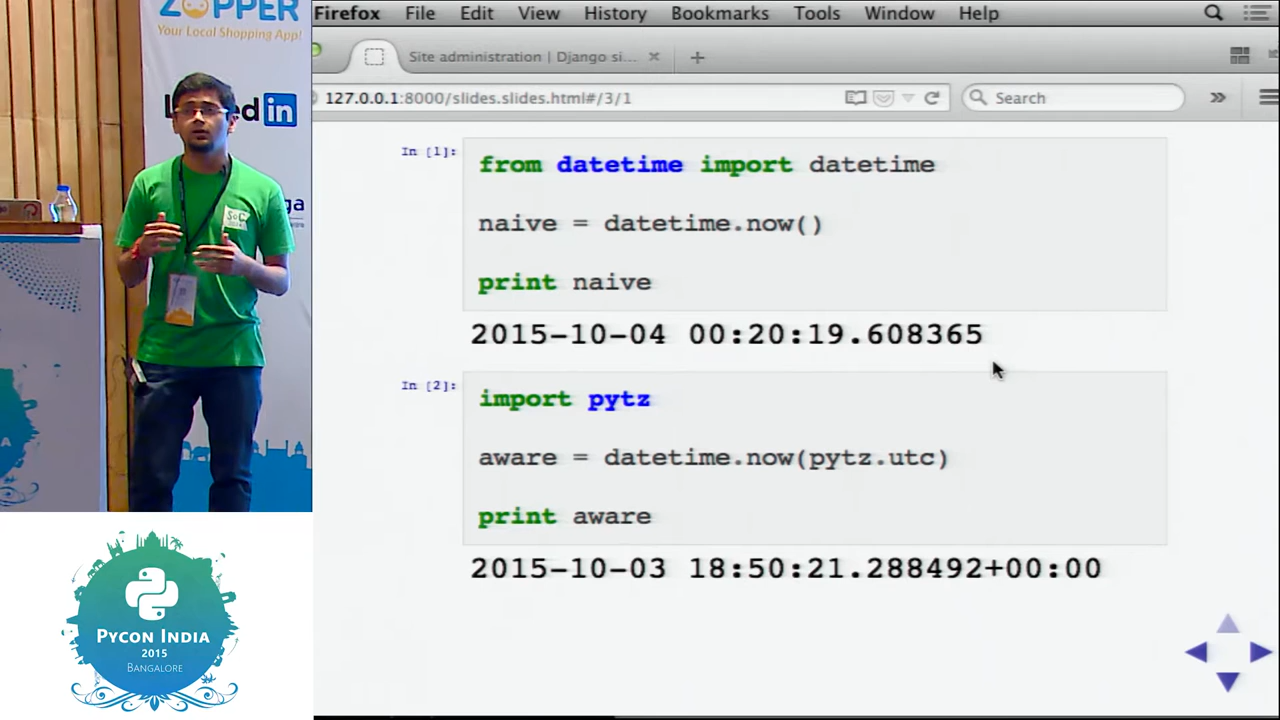 ZOPPER
Your Local Shopping App!
in
SoC
Firefox File Edit View History Bookmarks Tools Window Help
Site administration | Django si...
127.0.0.1:8000/slides.slides.html#/3/1
Search
In [1]:
from datetime import datetime
naive = datetime.now()
print naive
2015-10-04 00:20:19.608365
In [2]:
import pytz
aware = datetime.now(pytz.utc)
print aware
2015-10-03 18:50:21.288492+00:00
PYCON INDIA
2015
BANGALORE